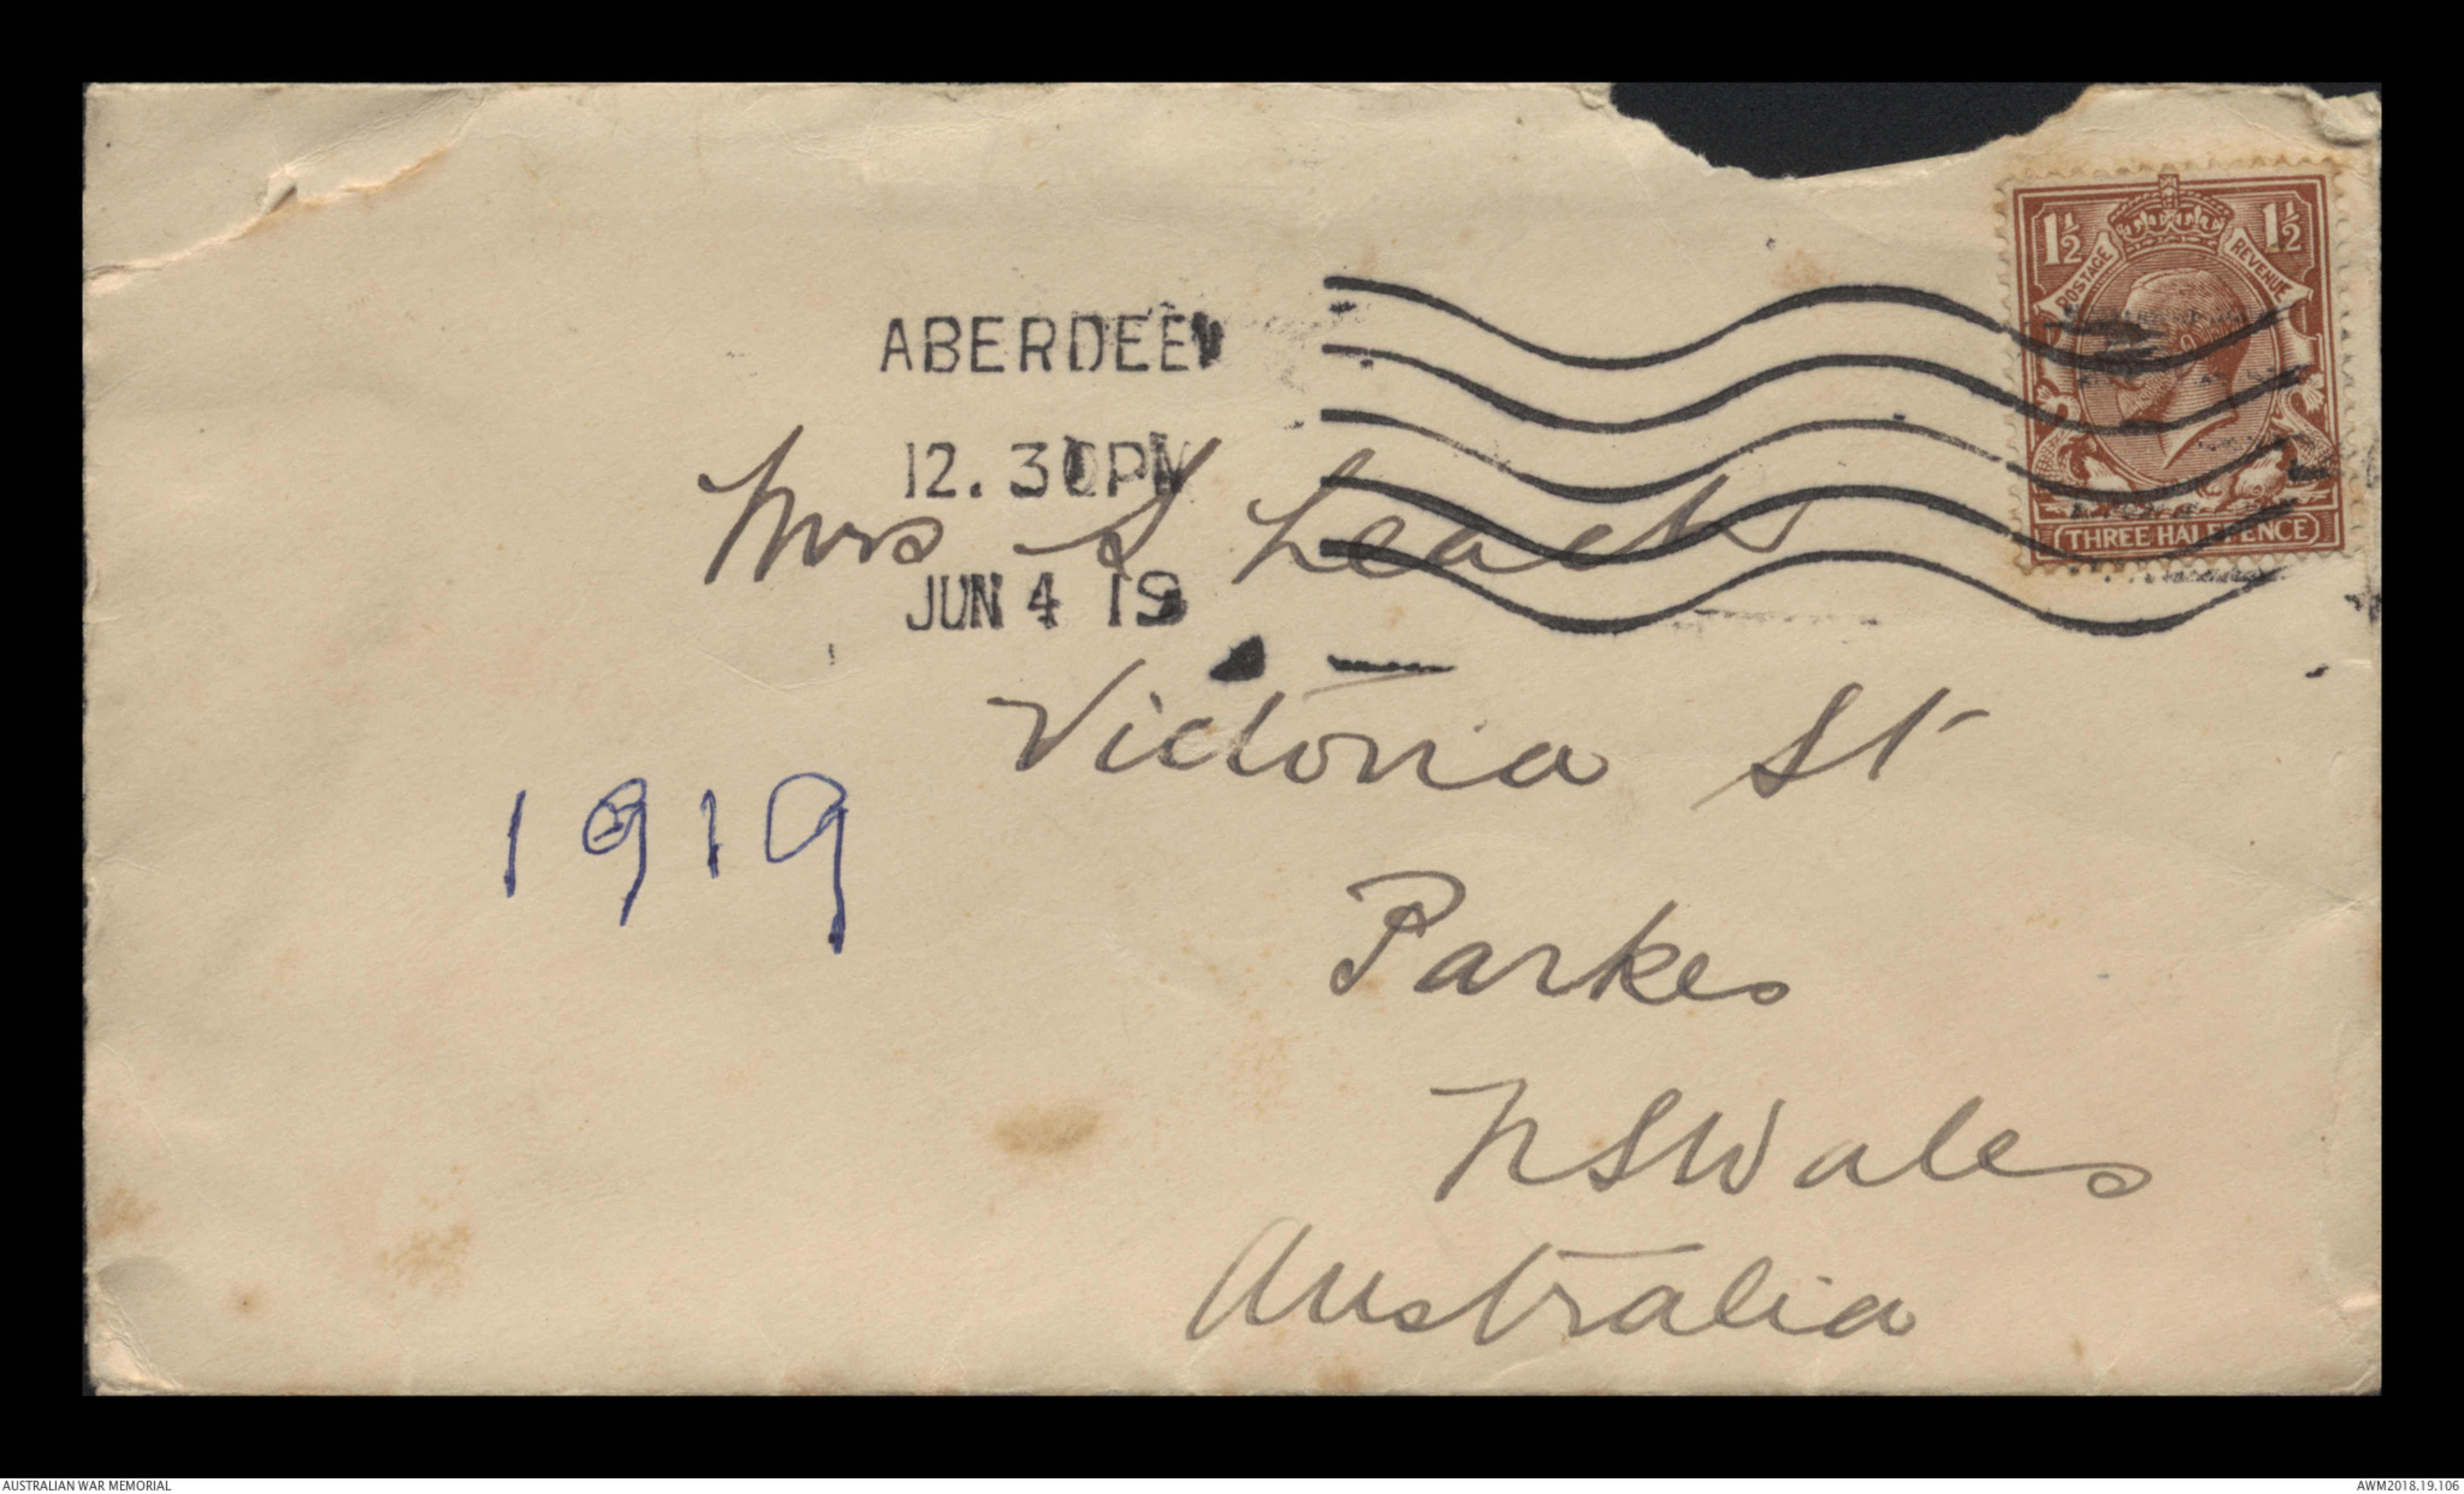 1½ 1½
POSTAGE REVENUE
THREE HALFPENCE
ABERDEEN
12.30PM
JUN 4 19
Mrs S Leach
Victoria St
1919
Parkes
NSWales
Australia
AUSTRALIAN WAR MEMORIAL
AWM2018.19.106